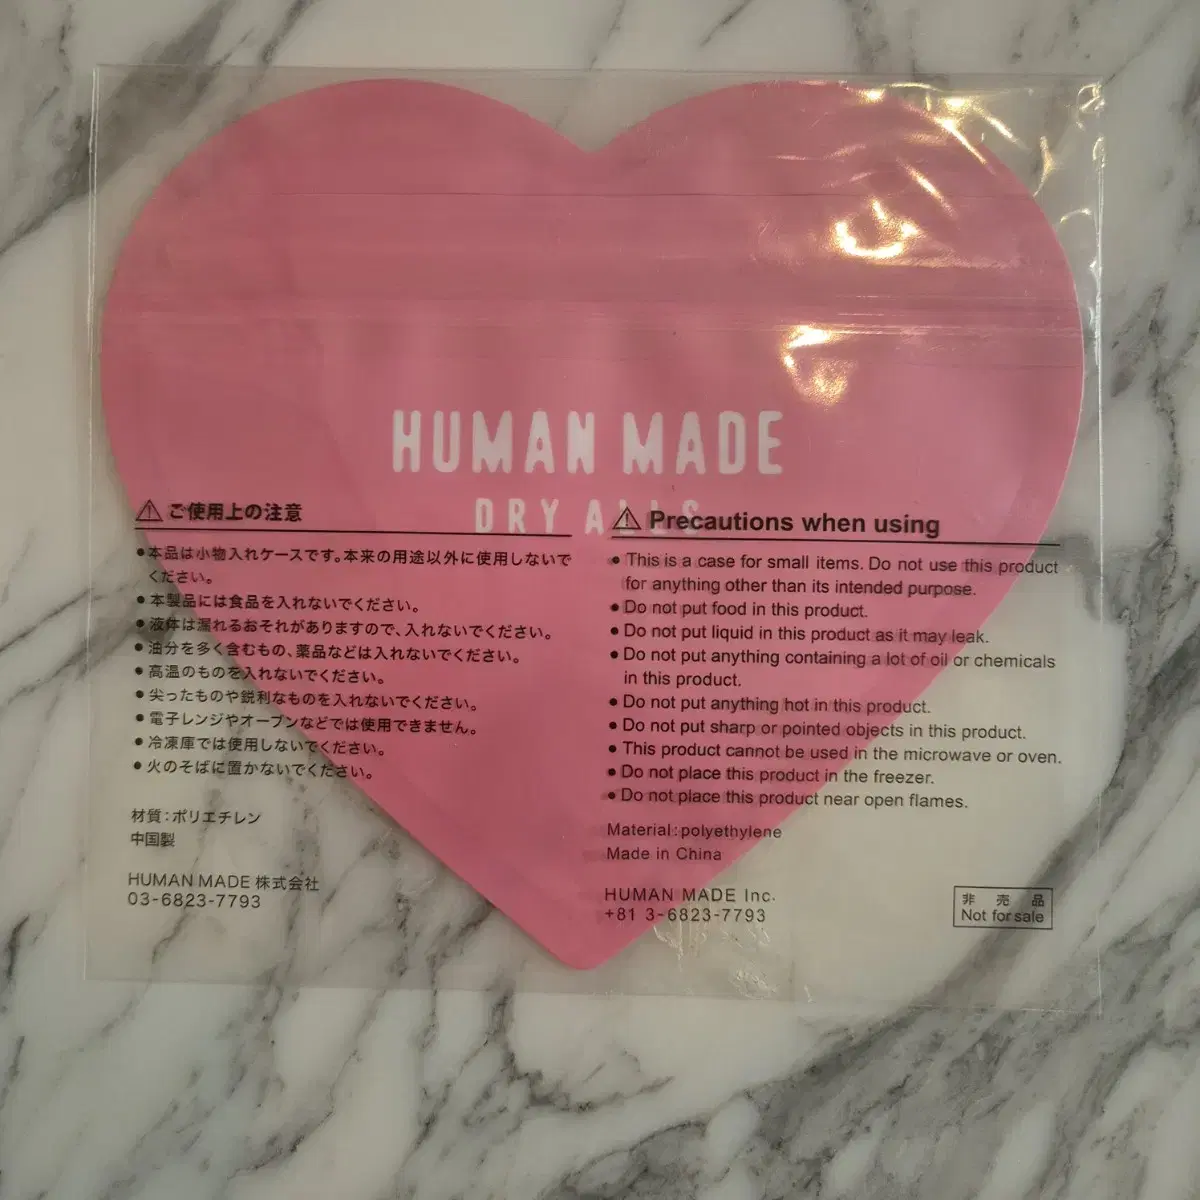 HUMAN MADE
DRY ALLS
ご使用上の注意
●本品は小物入れケースです。本来の用途以外に使用しないで
ください。
●本製品には食品を入れないでください。
●液体は漏れるおそれがありますので、入れないでください。
●油分を多く含むもの、薬品などは入れないでください。
●高温のものを入れないでください。
●尖ったものや鋭利なものを入れないでください。
●電子レンジやオーブンなどでは使用できません。
●冷凍庫では使用しないでください。
●火のそばに置かないでください。
材質:ポリエチレン
中国製
HUMAN MADE 株式会社
03-6823-7793
Precautions when using
●This is a case for small items. Do not use this product
for anything other than its intended purpose.
●Do not put food in this product.
●Do not put liquid in this product as it may leak.
●Do not put anything containing a lot of oil or chemicals
in this product.
●Do not put anything hot in this product.
●Do not put sharp or pointed objects in this product.
●This product cannot be used in the microwave or oven.
●Do not place this product in the freezer.
●Do not place this product near open flames.
Material:polyethylene
Made in China
HUMAN MADE Inc.
+81 3-6823-7793
非売品
Not for sale